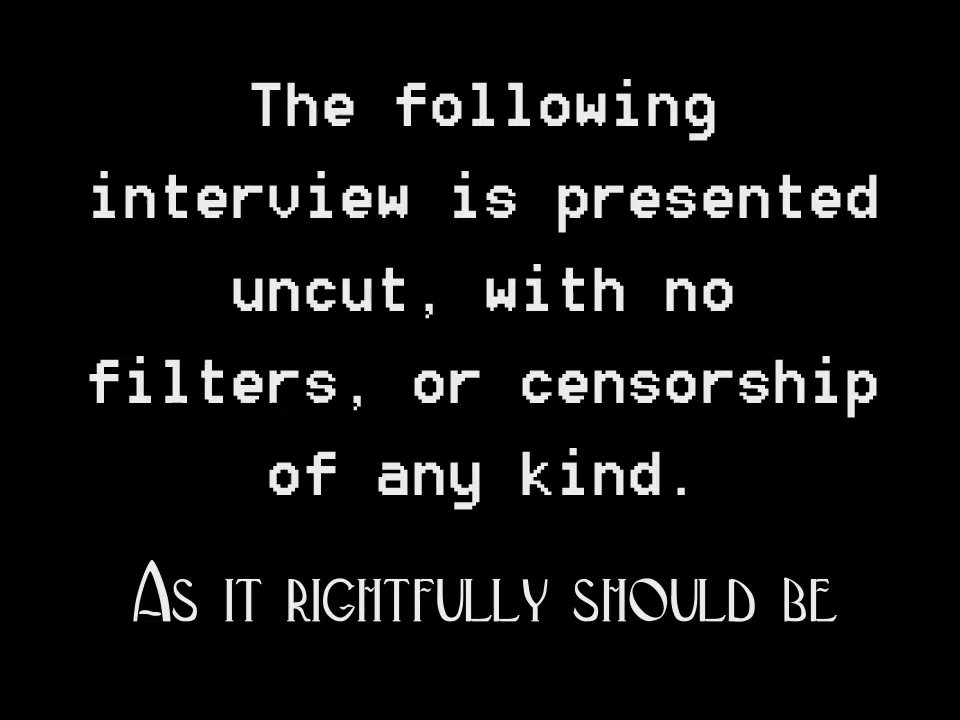 The following
interview is presented
uncut, with no
filters, or censorship
of any kind.
As it rightfully should be